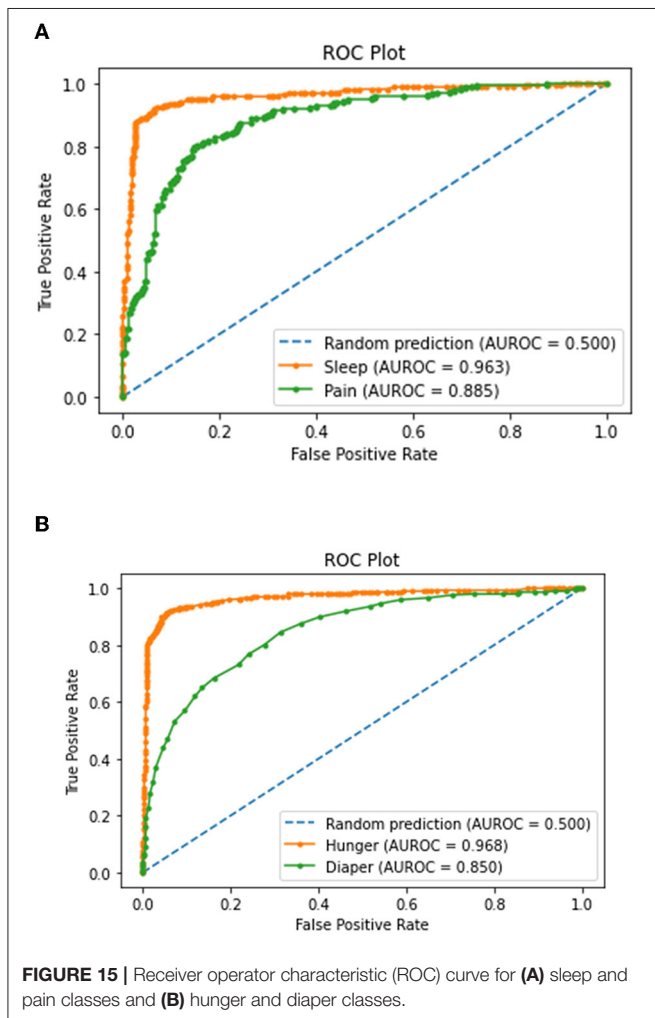 A
ROC Plot
1.0
0.8
0.6
0.4
0.2
0.0
True Positive Rate
Random prediction (AUROC = 0.500)
Sleep (AUROC = 0.963)
Pain (AUROC = 0.885)
0.0 0.2 0.4 0.6 0.8 1.0
False Positive Rate
B
ROC Plot
1.0
0.8
0.6
0.4
0.2
0.0
True Positive Rate
Random prediction (AUROC = 0.500)
Hunger (AUROC = 0.968)
Diaper (AUROC = 0.850)
0.0 0.2 0.4 0.6 0.8 1.0
False Positive Rate
FIGURE 15 | Receiver operator characteristic (ROC) curve for (A) sleep and
pain classes and (B) hunger and diaper classes.